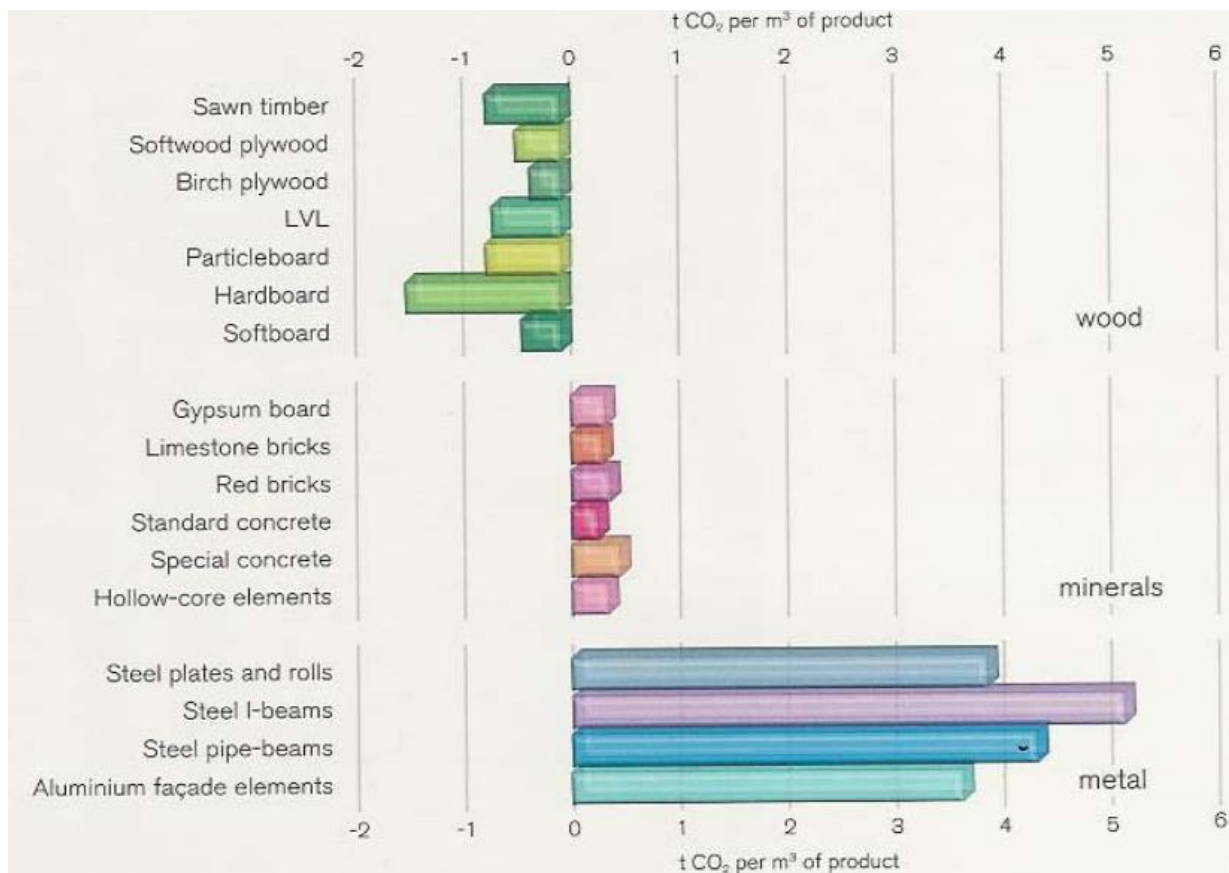 t CO₂ per m³ of product
-2 -1 0 1 2 3 4 5 6
Sawn timber
Softwood plywood
Birch plywood
LVL
Particleboard
Hardboard
Softboard
wood
Gypsum board
Limestone bricks
Red bricks
Standard concrete
Special concrete
Hollow-core elements
minerals
Steel plates and rolls
Steel I-beams
Steel pipe-beams
Aluminium façade elements
metal
-2 -1 0 1 2 3 4 5 6
t CO₂ per m³ of product